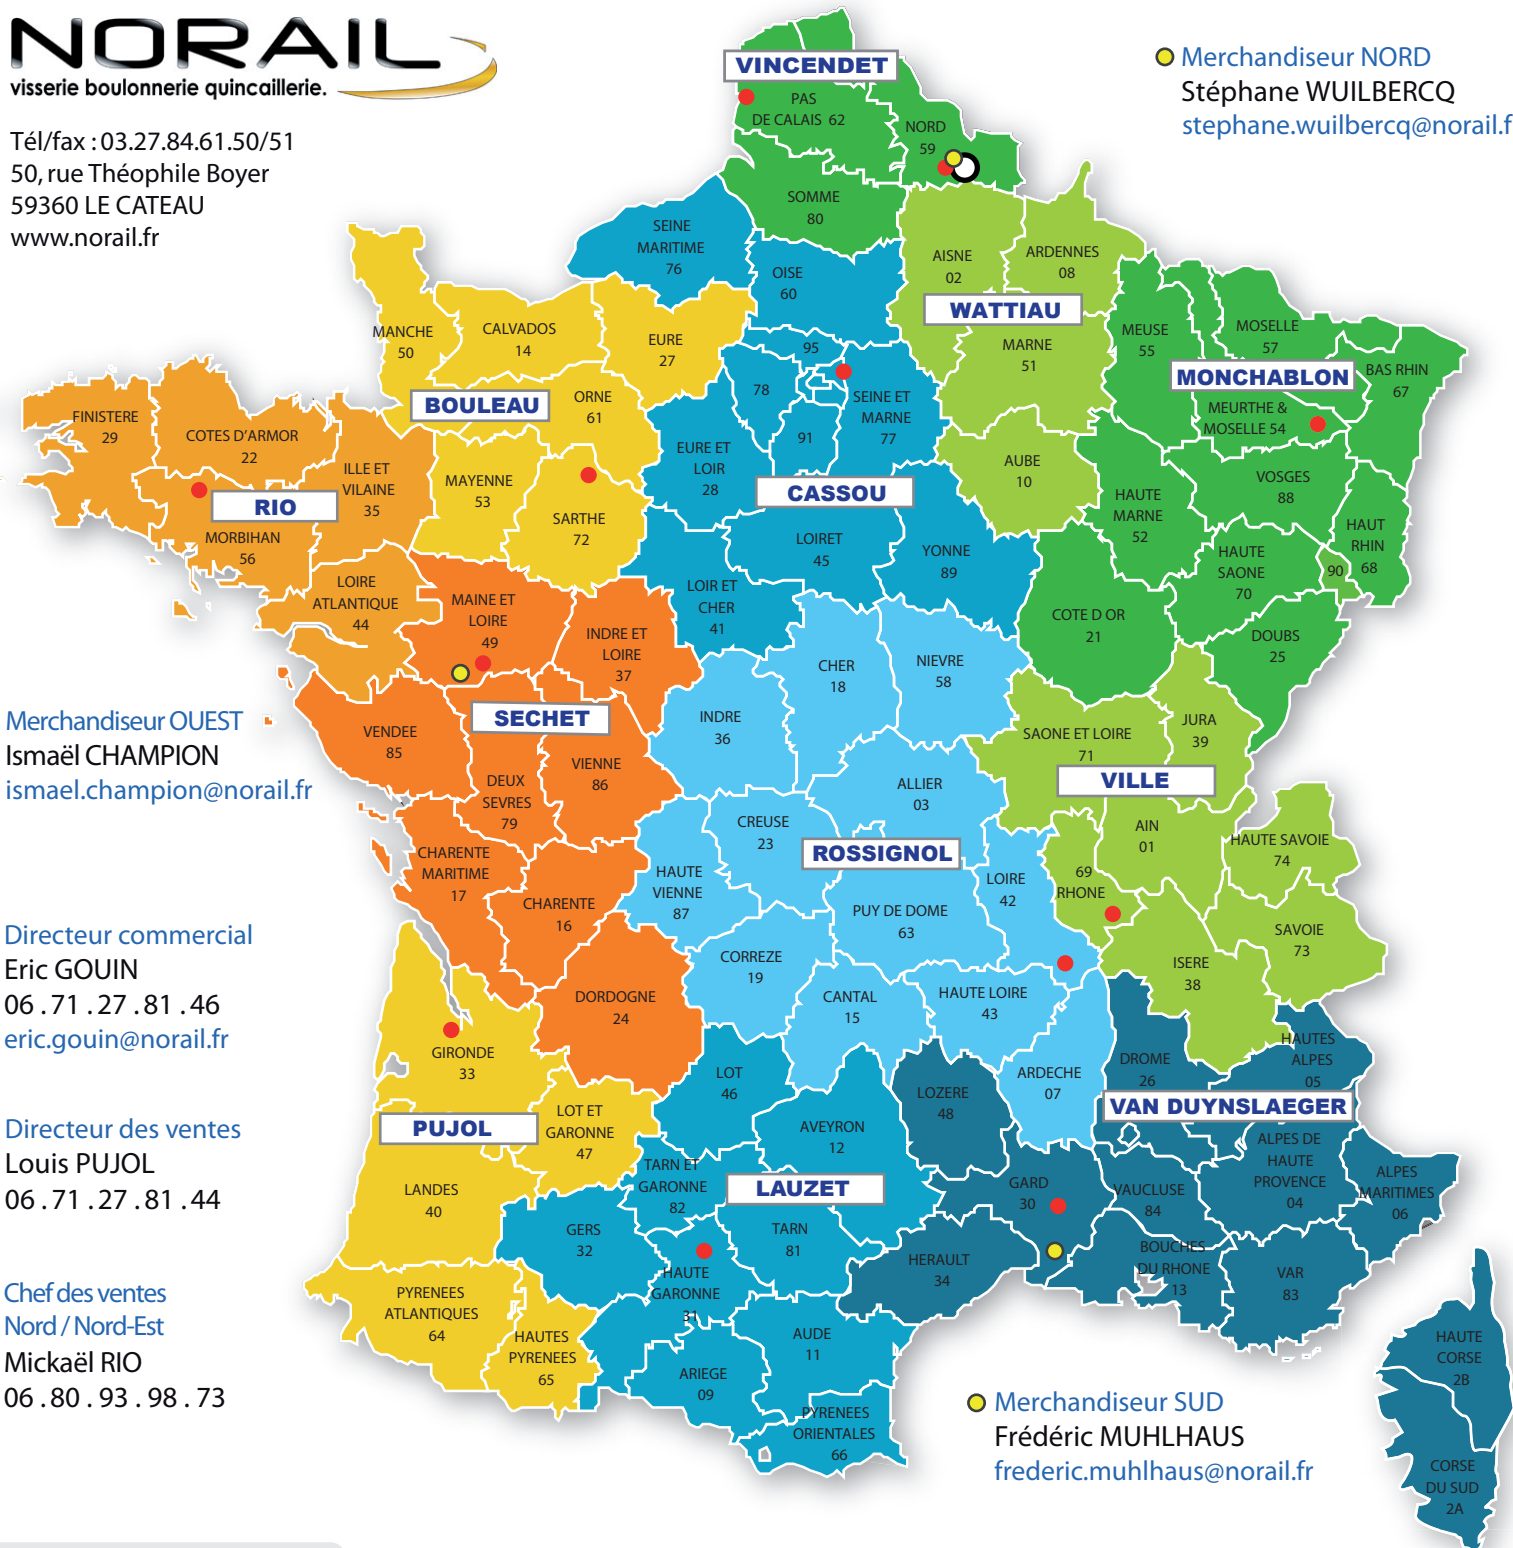 NORAIL
visserie boulonnerie quincaillerie.
Tél/fax : 03.27.84.61.50/51
50, rue Théophile Boyer
59360 LE CATEAU
www.norail.fr
Merchandiseur NORD
Stéphane WUILBERCQ
stephane.wuilbercq@norail.f
VINCENDET
PAS
DE CALAIS 62
NORD
59
SOMME
80
SEINE
MARITIME
76
OISE
60
AISNE
02
ARDENNES
08
WATTIAU
MARNE
51
AUBE
10
MEUSE
55
MOSELLE
57
MONCHABLON
BAS RHIN
67
MEURTHE &
MOSELLE 54
VOSGES
88
HAUTE
MARNE
52
HAUT
RHIN
68
HAUTE
SAONE
70
90
COTE D OR
21
DOUBS
25
MANCHE
50
CALVADOS
14
EURE
27
BOULEAU
ORNE
61
MAYENNE
53
SARTHE
72
95
78
91
SEINE ET
MARNE
77
EURE ET
LOIR
28
CASSOU
LOIRET
45
YONNE
89
LOIR ET
CHER
41
FINISTERE
29
COTES D'ARMOR
22
ILLE ET
VILAINE
35
RIO
MORBIHAN
56
LOIRE
ATLANTIQUE
44
MAINE ET
LOIRE
49
INDRE ET
LOIRE
37
SECHET
VENDEE
85
DEUX
SEVRES
79
VIENNE
86
CHARENTE
MARITIME
17
CHARENTE
16
DORDOGNE
24
CHER
18
NIEVRE
58
INDRE
36
ALLIER
03
CREUSE
23
ROSSIGNOL
HAUTE
VIENNE
87
PUY DE DOME
63
LOIRE
42
CORREZE
19
CANTAL
15
HAUTE LOIRE
43
ARDECHE
07
SAONE ET LOIRE
71
JURA
39
VILLE
AIN
01
HAUTE SAVOIE
74
69
RHONE
SAVOIE
73
ISERE
38
Merchandiseur OUEST
Ismaël CHAMPION
ismael.champion@norail.fr
Directeur commercial
Eric GOUIN
06 . 71 . 27 . 81 . 46
eric.gouin@norail.fr
Directeur des ventes
Louis PUJOL
06 . 71 . 27 . 81 . 44
Chef des ventes
Nord / Nord-Est
Mickaël RIO
06 . 80 . 93 . 98 . 73
GIRONDE
33
PUJOL
LOT ET
GARONNE
47
LANDES
40
PYRENEES
ATLANTIQUES
64
HAUTES
PYRENEES
65
LOT
46
AVEYRON
12
TARN ET
GARONNE
82
LAUZET
GERS
32
TARN
81
HAUTE
GARONNE
31
AUDE
11
ARIEGE
09
PYRENEES
ORIENTALES
66
LOZERE
48
DROME
26
HAUTES
ALPES
05
VAN DUYNSLAEGER
GARD
30
VAUCLUSE
84
ALPES DE
HAUTE
PROVENCE
04
ALPES
MARITIMES
06
HERAULT
34
BOUCHES
DU RHONE
13
VAR
83
HAUTE
CORSE
2B
CORSE
DU SUD
2A
Merchandiseur SUD
Frédéric MUHLHAUS
frederic.muhlhaus@norail.fr